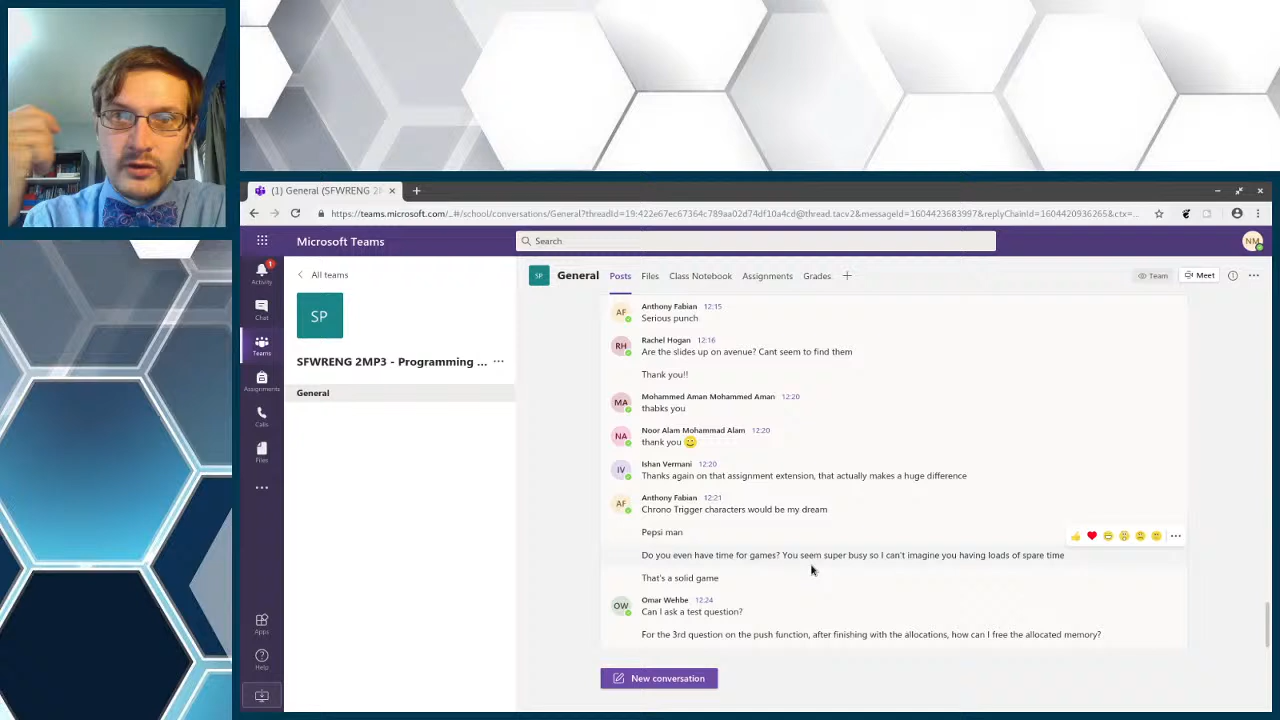 (1) General (SFWRENG 2M
https://teams.microsoft.com/_#/school/conversations/General?threadId=19:422e67ec67364c789aa02d74df10a4cd@thread.tacv2&messageId=1604423683997&replyChainId=1604420936265&ctx=...
Microsoft Teams
Search
NM
1
Activity
Chat
Teams
Assignments
Calls
Files
Apps
Help
All teams
SP
SFWRENG 2MP3 - Programming ...
General
SP
General
Posts
Files
Class Notebook
Assignments
Grades
Team
Meet
AF
Anthony Fabian 12:15
Serious punch
RH
Rachel Hogan 12:16
Are the slides up on avenue? Cant seem to find them
Thank you!!
MA
Mohammed Aman Mohammed Aman 12:20
thabks you
NA
Noor Alam Mohammad Alam 12:20
thank you
IV
Ishan Vermani 12:20
Thanks again on that assignment extension, that actually makes a huge difference
AF
Anthony Fabian 12:21
Chrono Trigger characters would be my dream
Pepsi man
Do you even have time for games? You seem super busy so I can't imagine you having loads of spare time
That's a solid game
OW
Omar Wehbe 12:24
Can I ask a test question?
For the 3rd question on the push function, after finishing with the allocations, how can I free the allocated memory?
New conversation